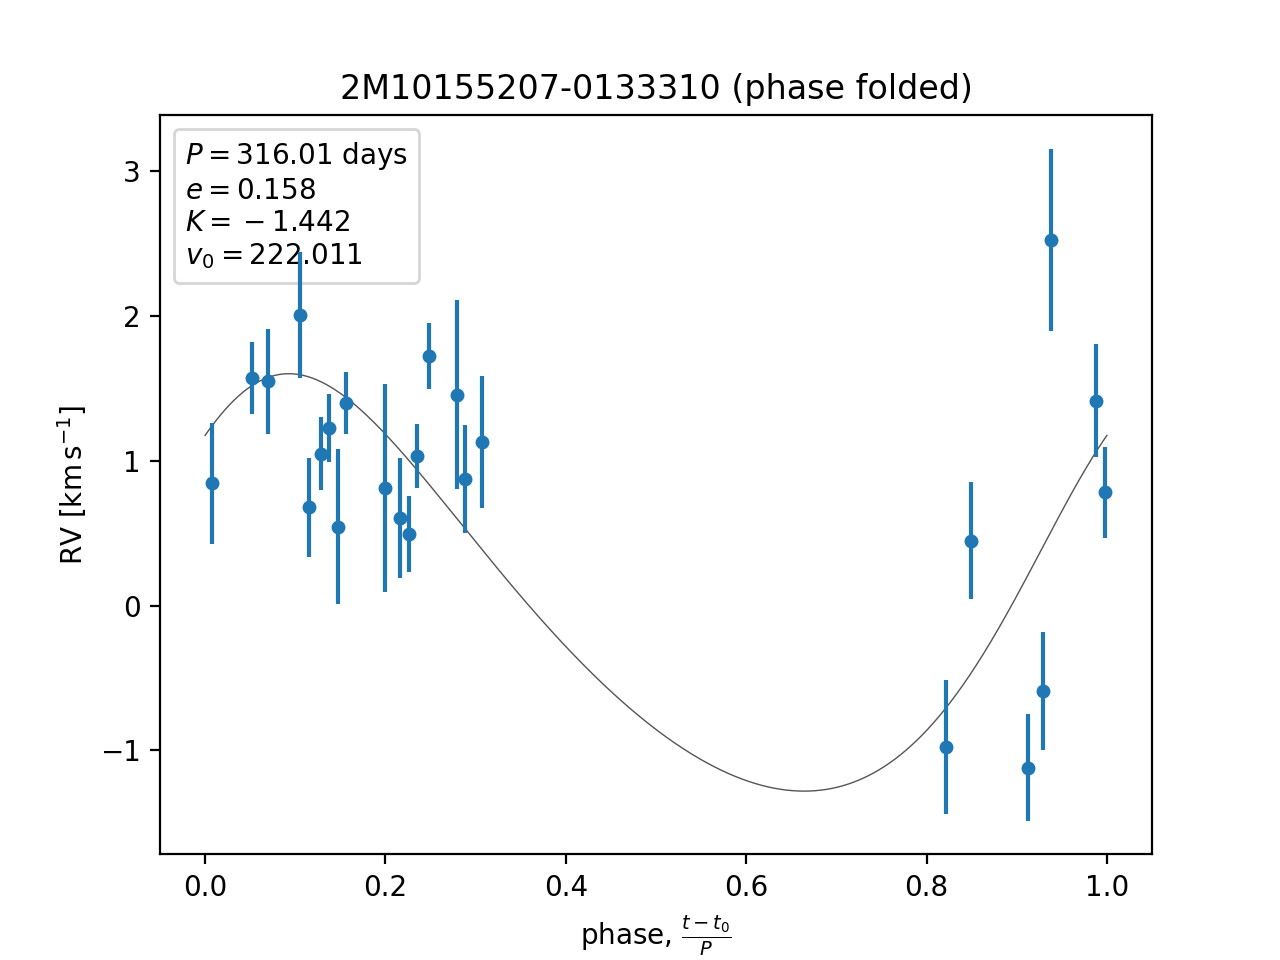 2M10155207-0133310 (phase folded)
P = 316.01 days
e = 0.158
K = −1.442
v₀ = 222.011
3
2
1
0
−1
RV [km s⁻¹]
0.0 0.2 0.4 0.6 0.8 1.0
phase, (t − t₀)/P